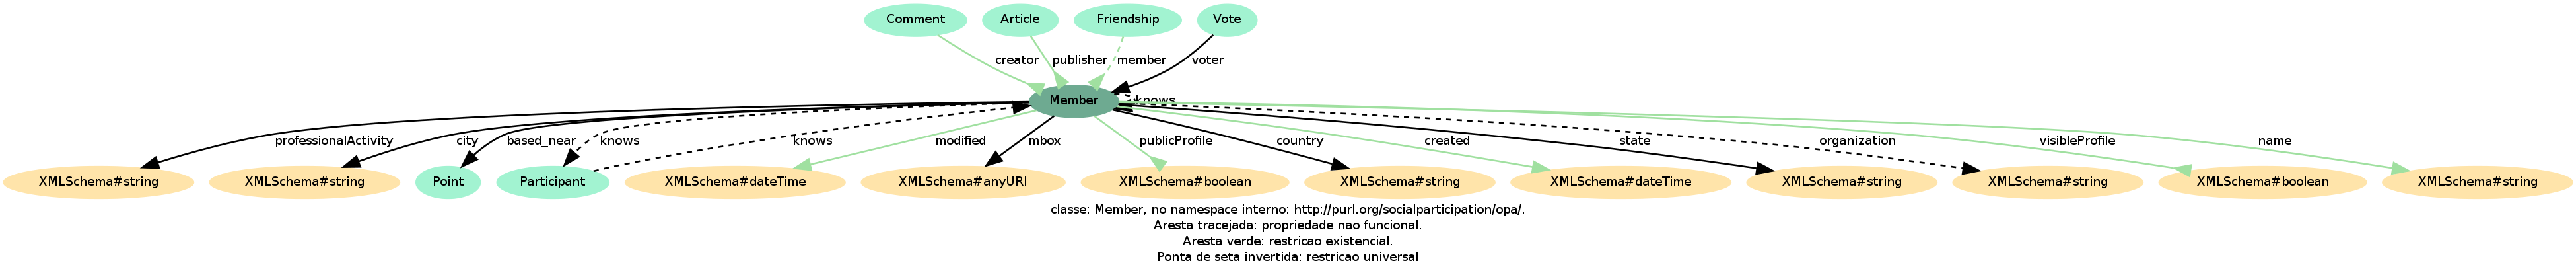 Comment Article Friendship Vote
creator publisher member voter
Member knows
professionalActivity city based_near knows knows modified mbox publicProfile country created state organization visibleProfile name
XMLSchema#string XMLSchema#string Point Participant XMLSchema#dateTime XMLSchema#anyURI XMLSchema#boolean XMLSchema#string XMLSchema#dateTime XMLSchema#string XMLSchema#string XMLSchema#boolean XMLSchema#string
classe: Member, no namespace interno: http://purl.org/socialparticipation/opa/.
Aresta tracejada: propriedade nao funcional.
Aresta verde: restricao existencial.
Ponta de seta invertida: restricao universal